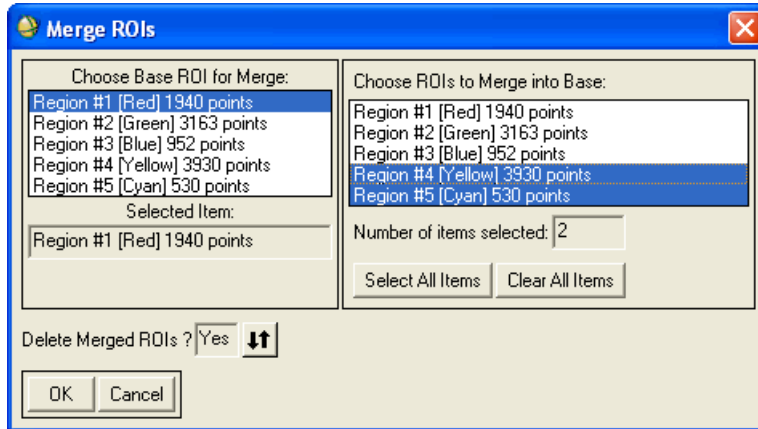 Merge ROIs
Choose Base ROI for Merge:
Region #1 [Red] 1940 points
Region #2 [Green] 3163 points
Region #3 [Blue] 952 points
Region #4 [Yellow] 3930 points
Region #5 [Cyan] 530 points
Selected Item:
Region #1 [Red] 1940 points
Choose ROIs to Merge into Base:
Region #1 [Red] 1940 points
Region #2 [Green] 3163 points
Region #3 [Blue] 952 points
Region #4 [Yellow] 3930 points
Region #5 [Cyan] 530 points
Number of items selected: 2
Select All Items Clear All Items
Delete Merged ROIs ? Yes
OK Cancel